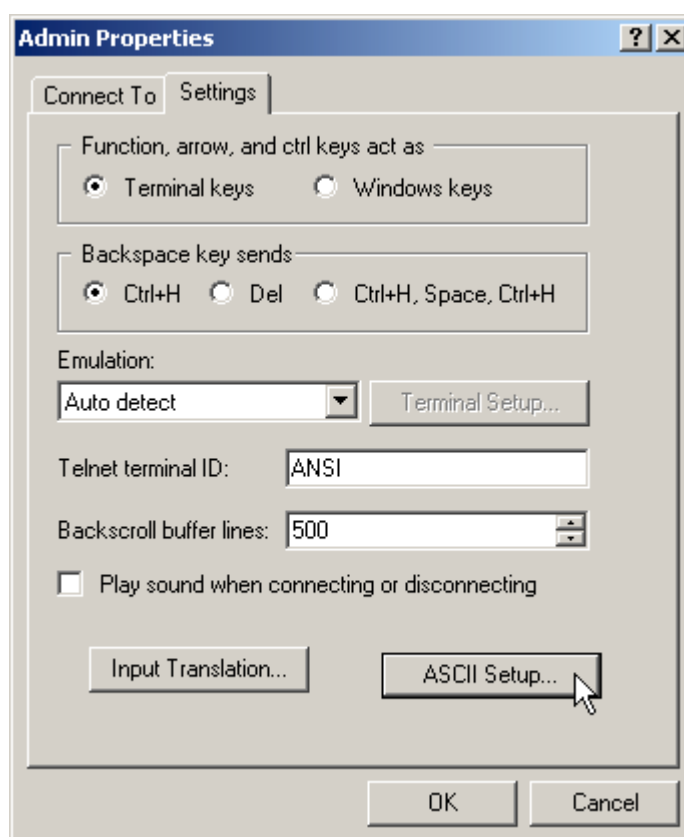 Admin Properties
Connect To Settings
Function, arrow, and ctrl keys act as
Terminal keys Windows keys
Backspace key sends
Ctrl+H Del Ctrl+H, Space, Ctrl+H
Emulation:
Auto detect Terminal Setup...
Telnet terminal ID: ANSI
Backscroll buffer lines: 500
Play sound when connecting or disconnecting
Input Translation... ASCII Setup...
OK Cancel